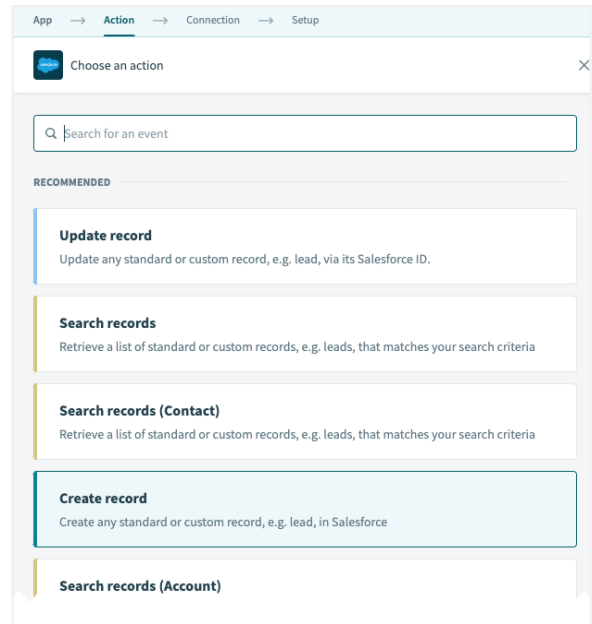 App → Action → Connection → Setup
salesforce Choose an action
Search for an event
RECOMMENDED
Update record
Update any standard or custom record, e.g. lead, via its Salesforce ID.
Search records
Retrieve a list of standard or custom records, e.g. leads, that matches your search criteria
Search records (Contact)
Retrieve a list of standard or custom records, e.g. leads, that matches your search criteria
Create record
Create any standard or custom record, e.g. lead, in Salesforce
Search records (Account)